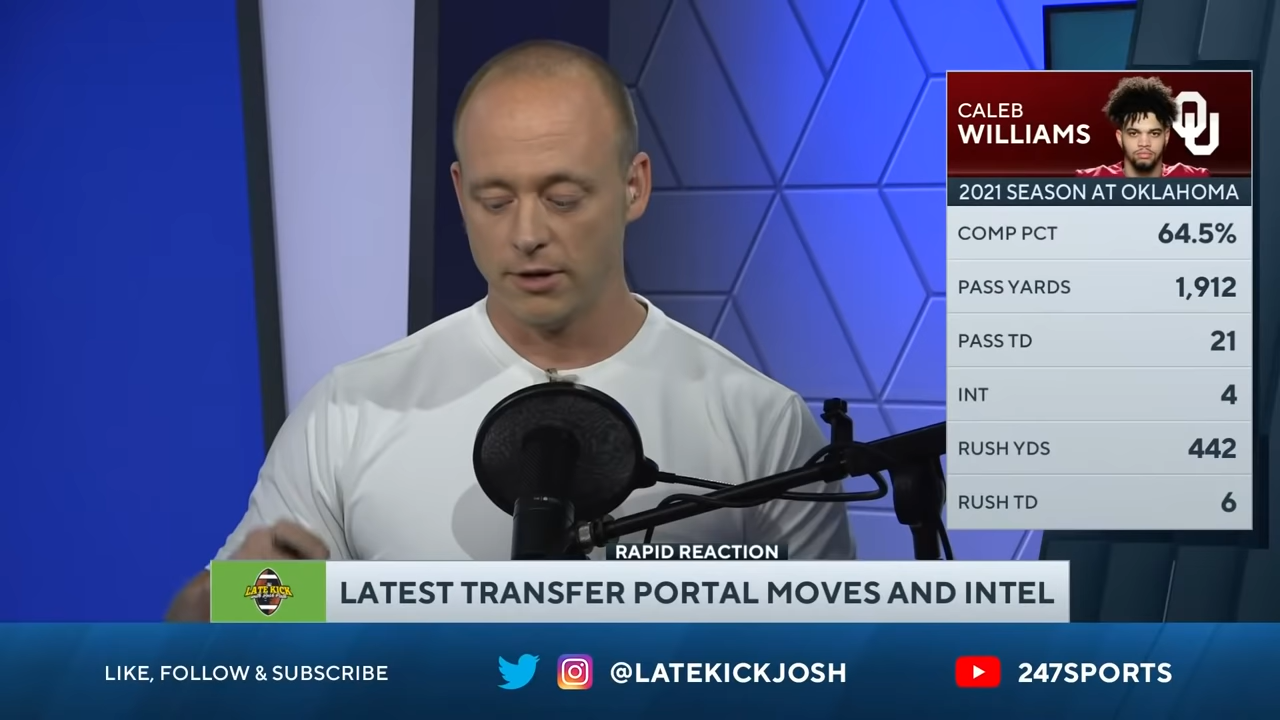 CALEB
WILLIAMS
OU
2021 SEASON AT OKLAHOMA
COMP PCT 64.5%
PASS YARDS 1,912
PASS TD 21
INT 4
RUSH YDS 442
RUSH TD 6
RAPID REACTION
LATE KICK
LATEST TRANSFER PORTAL MOVES AND INTEL
LIKE, FOLLOW & SUBSCRIBE @LATEKICKJOSH 247SPORTS